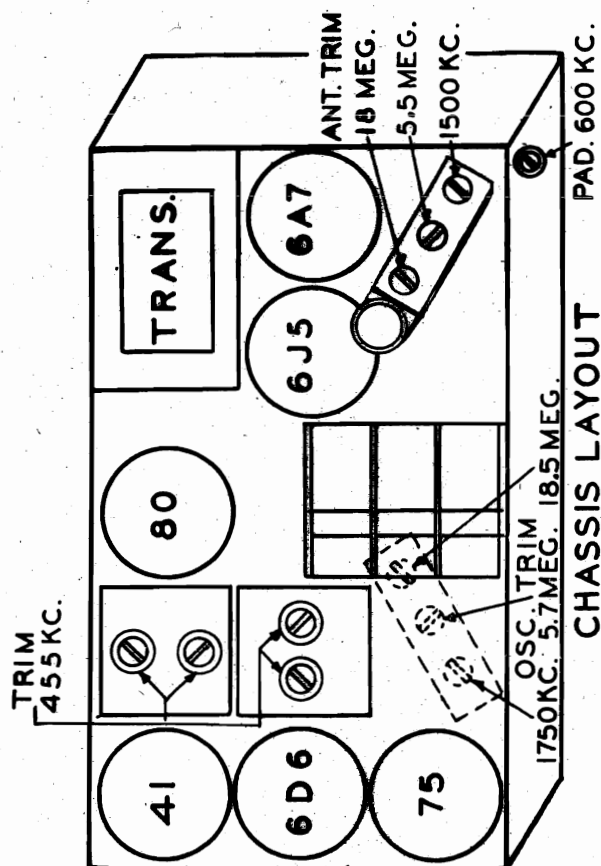 TRIM
455 KC.
41
6D6
75
80
TRANS.
6J5
6A7
ANT. TRIM
18 MEG.
5.5 MEG.
1500 KC.
PAD. 600 KC.
OSC. TRIM
1750 KC. 5.7 MEG. 18.5 MEG.
CHASSIS LAYOUT